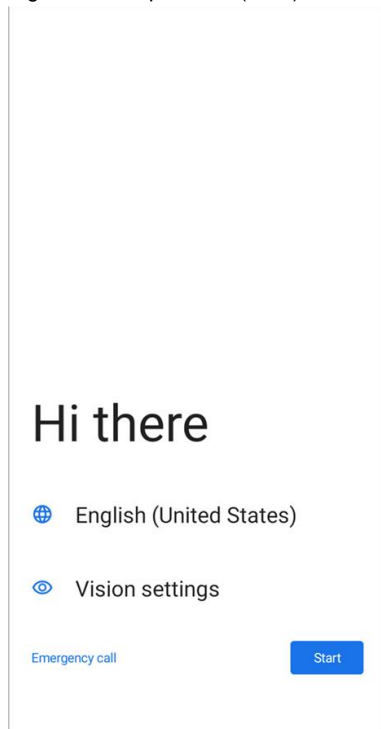 Hi there
English (United States)
Vision settings
Emergency call
Start